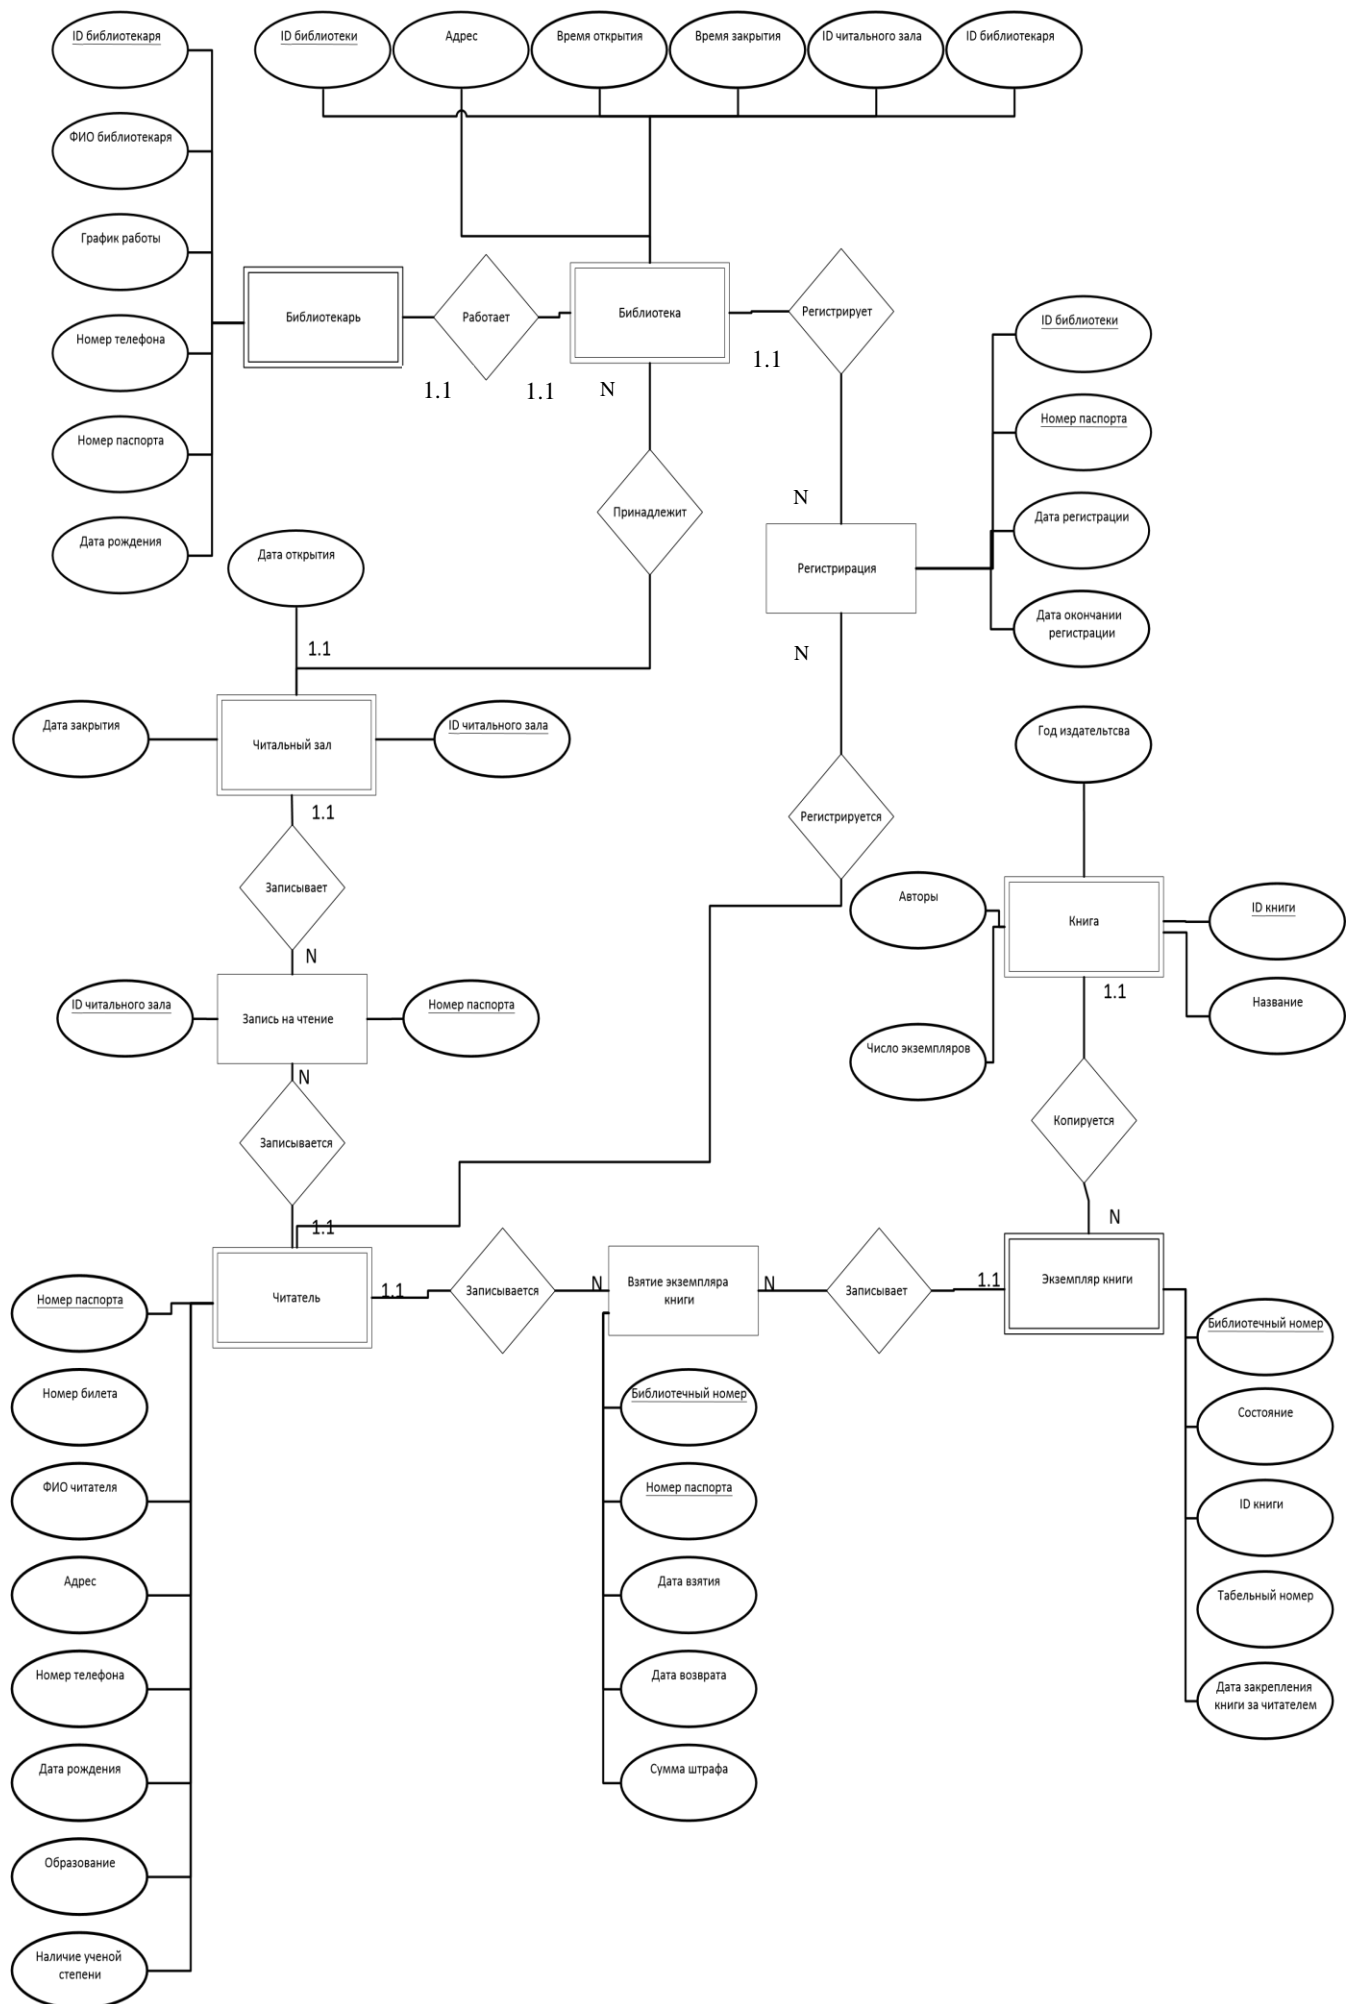 ID библиотекаря
ID библиотеки
Адрес
Время открытия
Время закрытия
ID читального зала
ID библиотекаря
ФИО библиотекаря
График работы
Номер телефона
Номер паспорта
Дата рождения
Библиотекарь
Работает
Библиотека
Регистрирует
1.1
1.1
N
1.1
ID библиотеки
Номер паспорта
Дата регистрации
Дата окончании
регистрации
Принадлежит
N
Регистрирация
N
Дата открытия
1.1
Дата закрытия
Читальный зал
ID читального зала
1.1
Записывает
N
ID читального зала
Запись на чтение
Номер паспорта
N
Записывается
1.1
Регистрируется
Год издательтсва
Авторы
Книга
ID книги
Название
Число экземпляров
1.1
Копируется
N
Читатель
1.1
Записывается
N
Взятие экземпляра
книги
N
Записывает
1.1
Экземпляр книги
Номер паспорта
Номер билета
ФИО читателя
Адрес
Номер телефона
Дата рождения
Образование
Наличие ученой
степени
Библиотечный номер
Номер паспорта
Дата взятия
Дата возврата
Сумма штрафа
Библиотечный номер
Состояние
ID книги
Табельный номер
Дата закрепления
книги за читателем